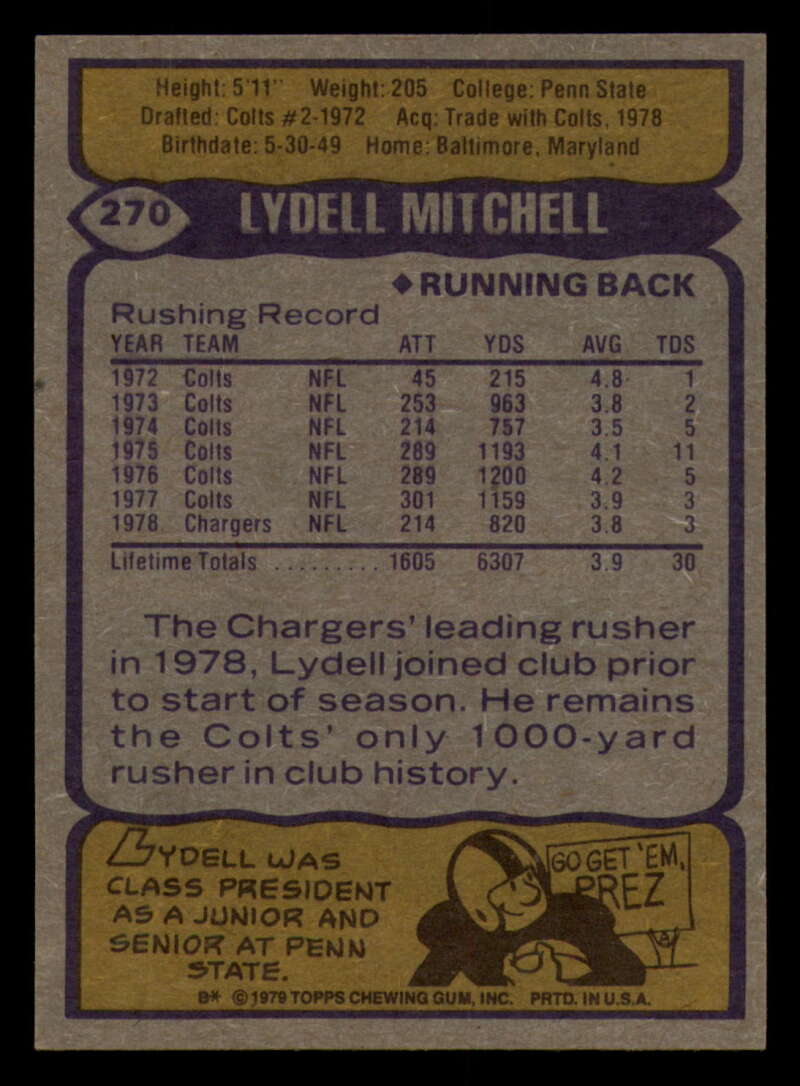 Height: 5'11" Weight: 205 College: Penn State
Drafted: Colts #2-1972 Acq: Trade with Colts, 1978
Birthdate: 5-30-49 Home: Baltimore, Maryland
270 LYDELL MITCHELL
◆RUNNING BACK
Rushing Record
YEAR TEAM ATT YDS AVG TDS
1972 Colts NFL 45 215 4.8 1
1973 Colts NFL 253 963 3.8 2
1974 Colts NFL 214 757 3.5 5
1975 Colts NFL 289 1193 4.1 11
1976 Colts NFL 289 1200 4.2 5
1977 Colts NFL 301 1159 3.9 3
1978 Chargers NFL 214 820 3.8 3
Lifetime Totals ......... 1605 6307 3.9 30
The Chargers' leading rusher
in 1978, Lydell joined club prior
to start of season. He remains
the Colts' only 1000-yard
rusher in club history.
LYDELL WAS
CLASS PRESIDENT
AS A JUNIOR AND
SENIOR AT PENN
STATE.
GO GET 'EM,
PREZ
B* © 1979 TOPPS CHEWING GUM, INC. PRTD. IN U.S.A.